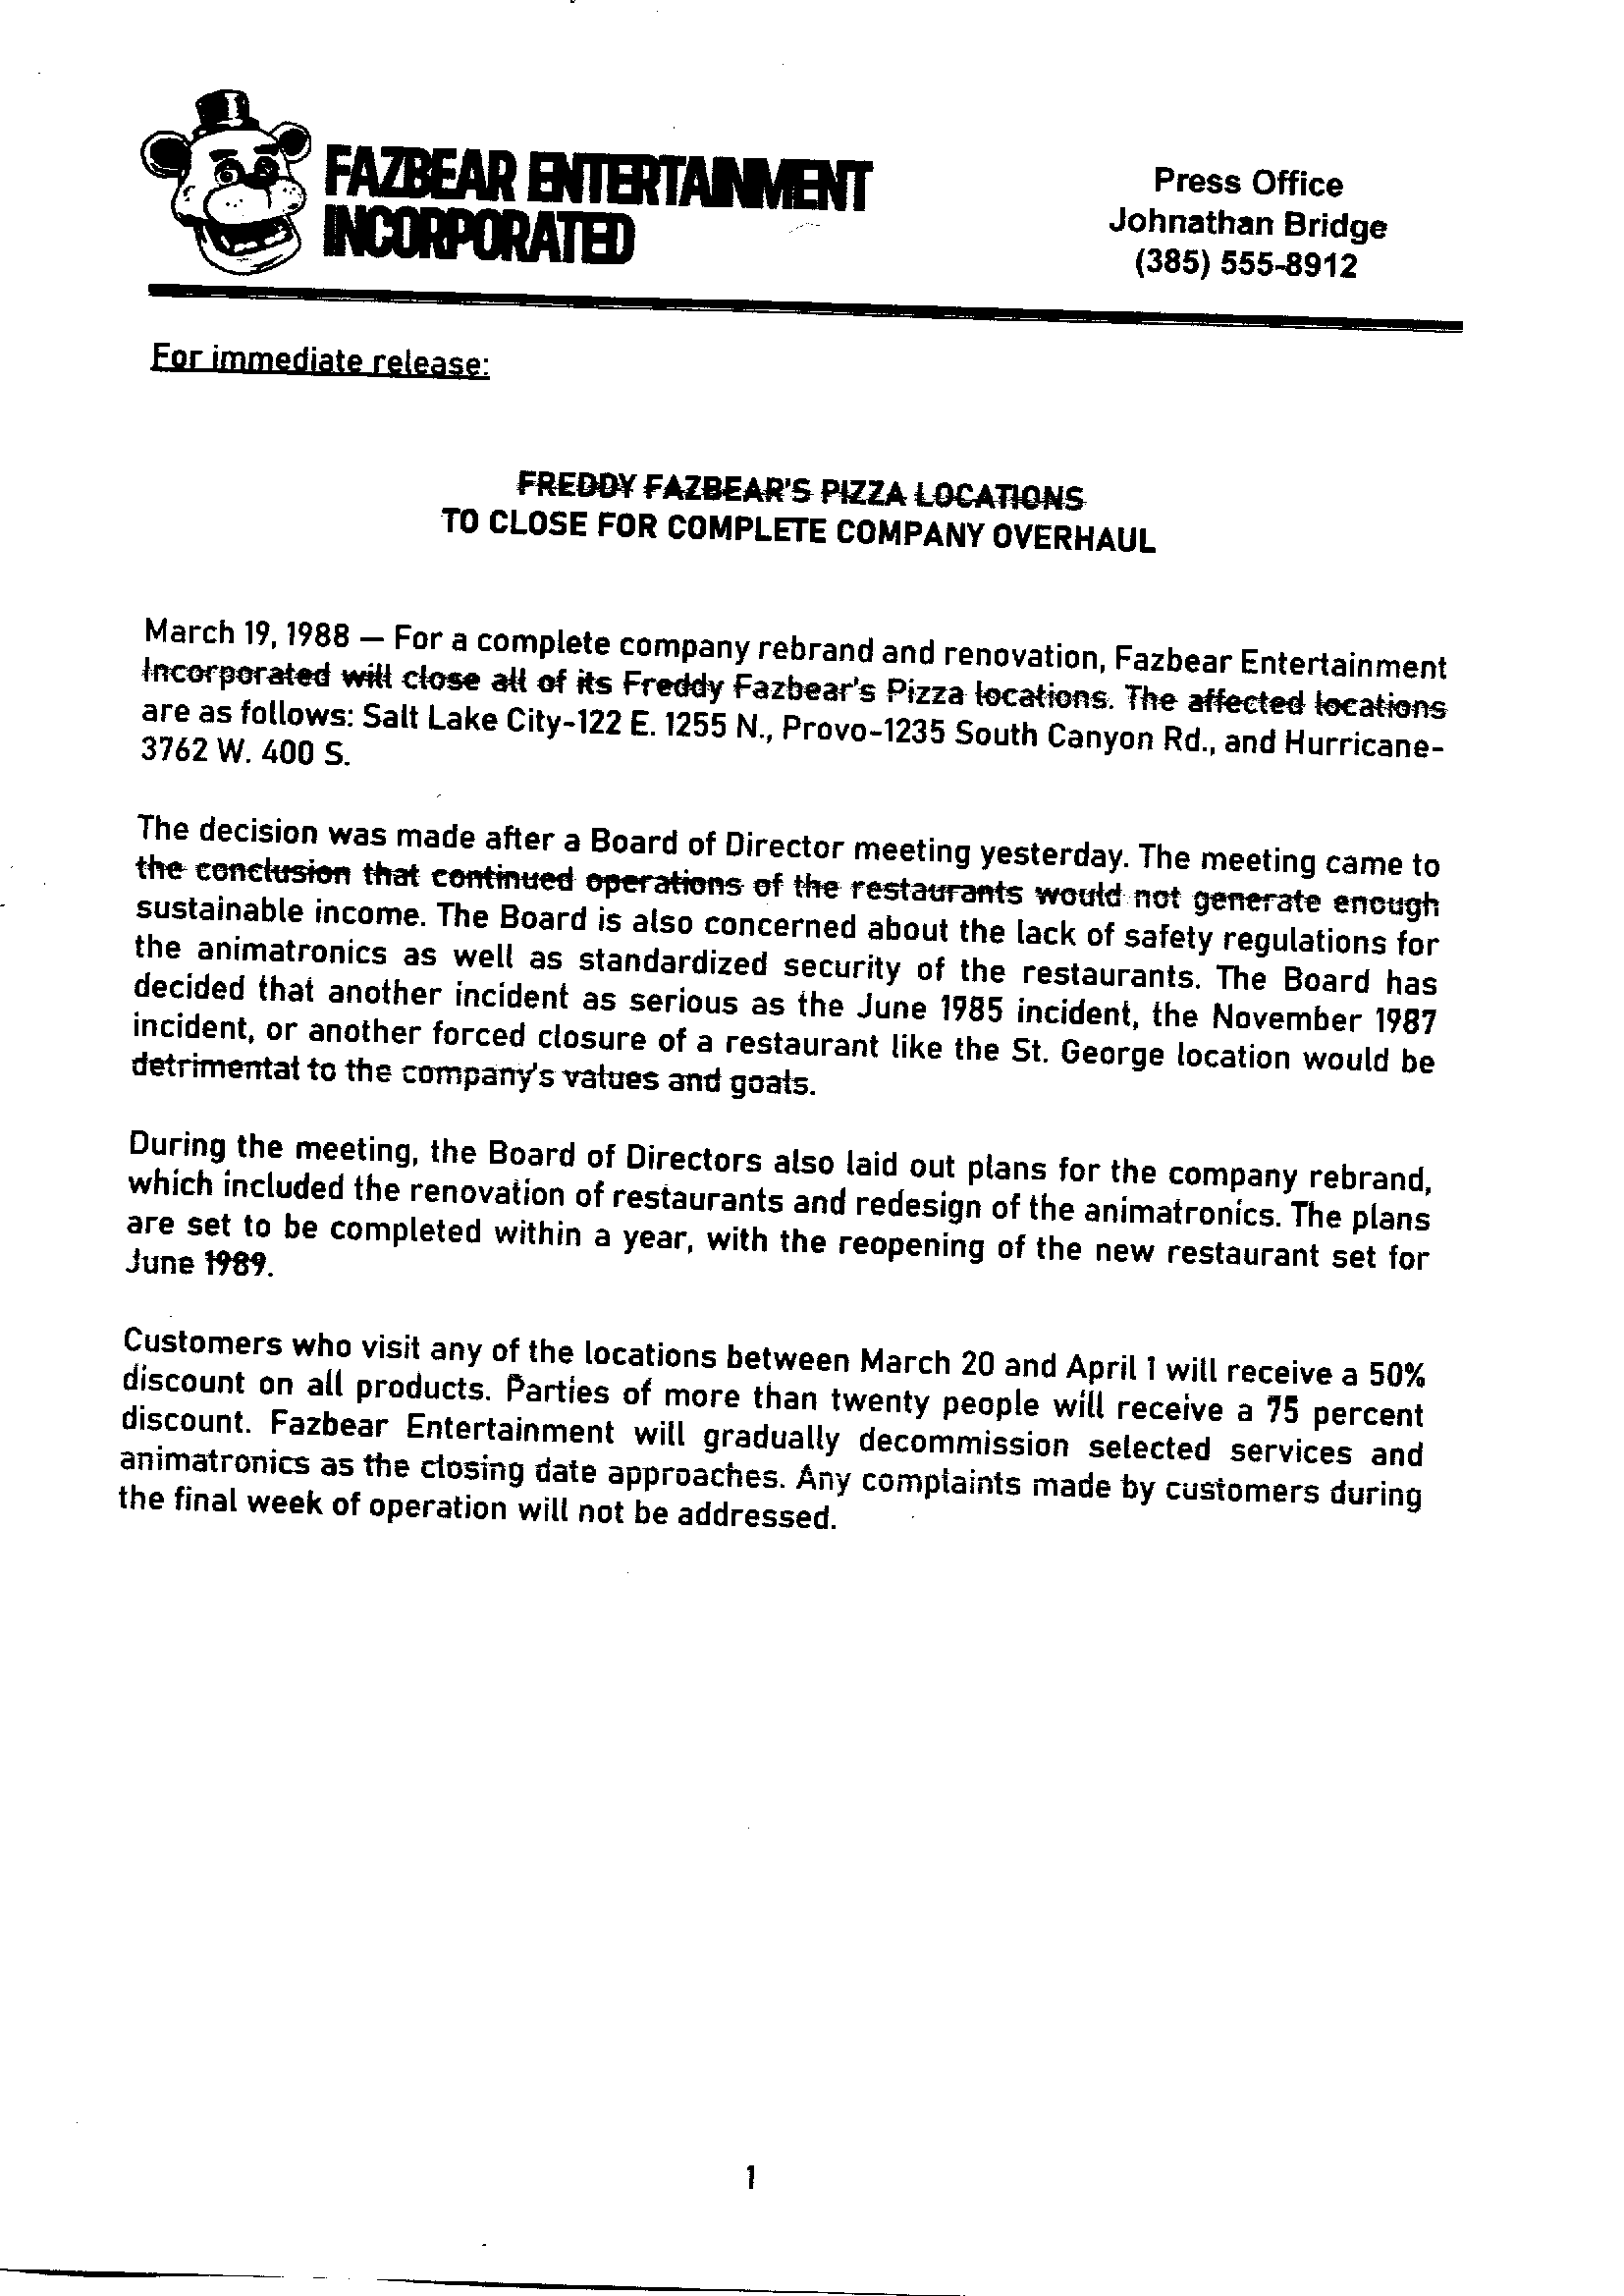 FAZBEAR ENTERTAINMENT
INCORPORATED
Press Office
Johnathan Bridge
(385) 555-8912
For immediate release:
FREDDY FAZBEAR'S PIZZA LOCATIONS
TO CLOSE FOR COMPLETE COMPANY OVERHAUL
March 19, 1988 — For a complete company rebrand and renovation, Fazbear Entertainment
Incorporated will close all of its Freddy Fazbear's Pizza locations. The affected locations
are as follows: Salt Lake City-122 E. 1255 N., Provo-1235 South Canyon Rd., and Hurricane-
3762 W. 400 S.
The decision was made after a Board of Director meeting yesterday. The meeting came to
the conclusion that continued operations of the restaurants would not generate enough
sustainable income. The Board is also concerned about the lack of safety regulations for
the animatronics as well as standardized security of the restaurants. The Board has
decided that another incident as serious as the June 1985 incident, the November 1987
incident, or another forced closure of a restaurant like the St. George location would be
detrimental to the company's values and goals.
During the meeting, the Board of Directors also laid out plans for the company rebrand,
which included the renovation of restaurants and redesign of the animatronics. The plans
are set to be completed within a year, with the reopening of the new restaurant set for
June 1989.
Customers who visit any of the locations between March 20 and April 1 will receive a 50%
discount on all products. Parties of more than twenty people will receive a 75 percent
discount. Fazbear Entertainment will gradually decommission selected services and
animatronics as the closing date approaches. Any complaints made by customers during
the final week of operation will not be addressed.
1